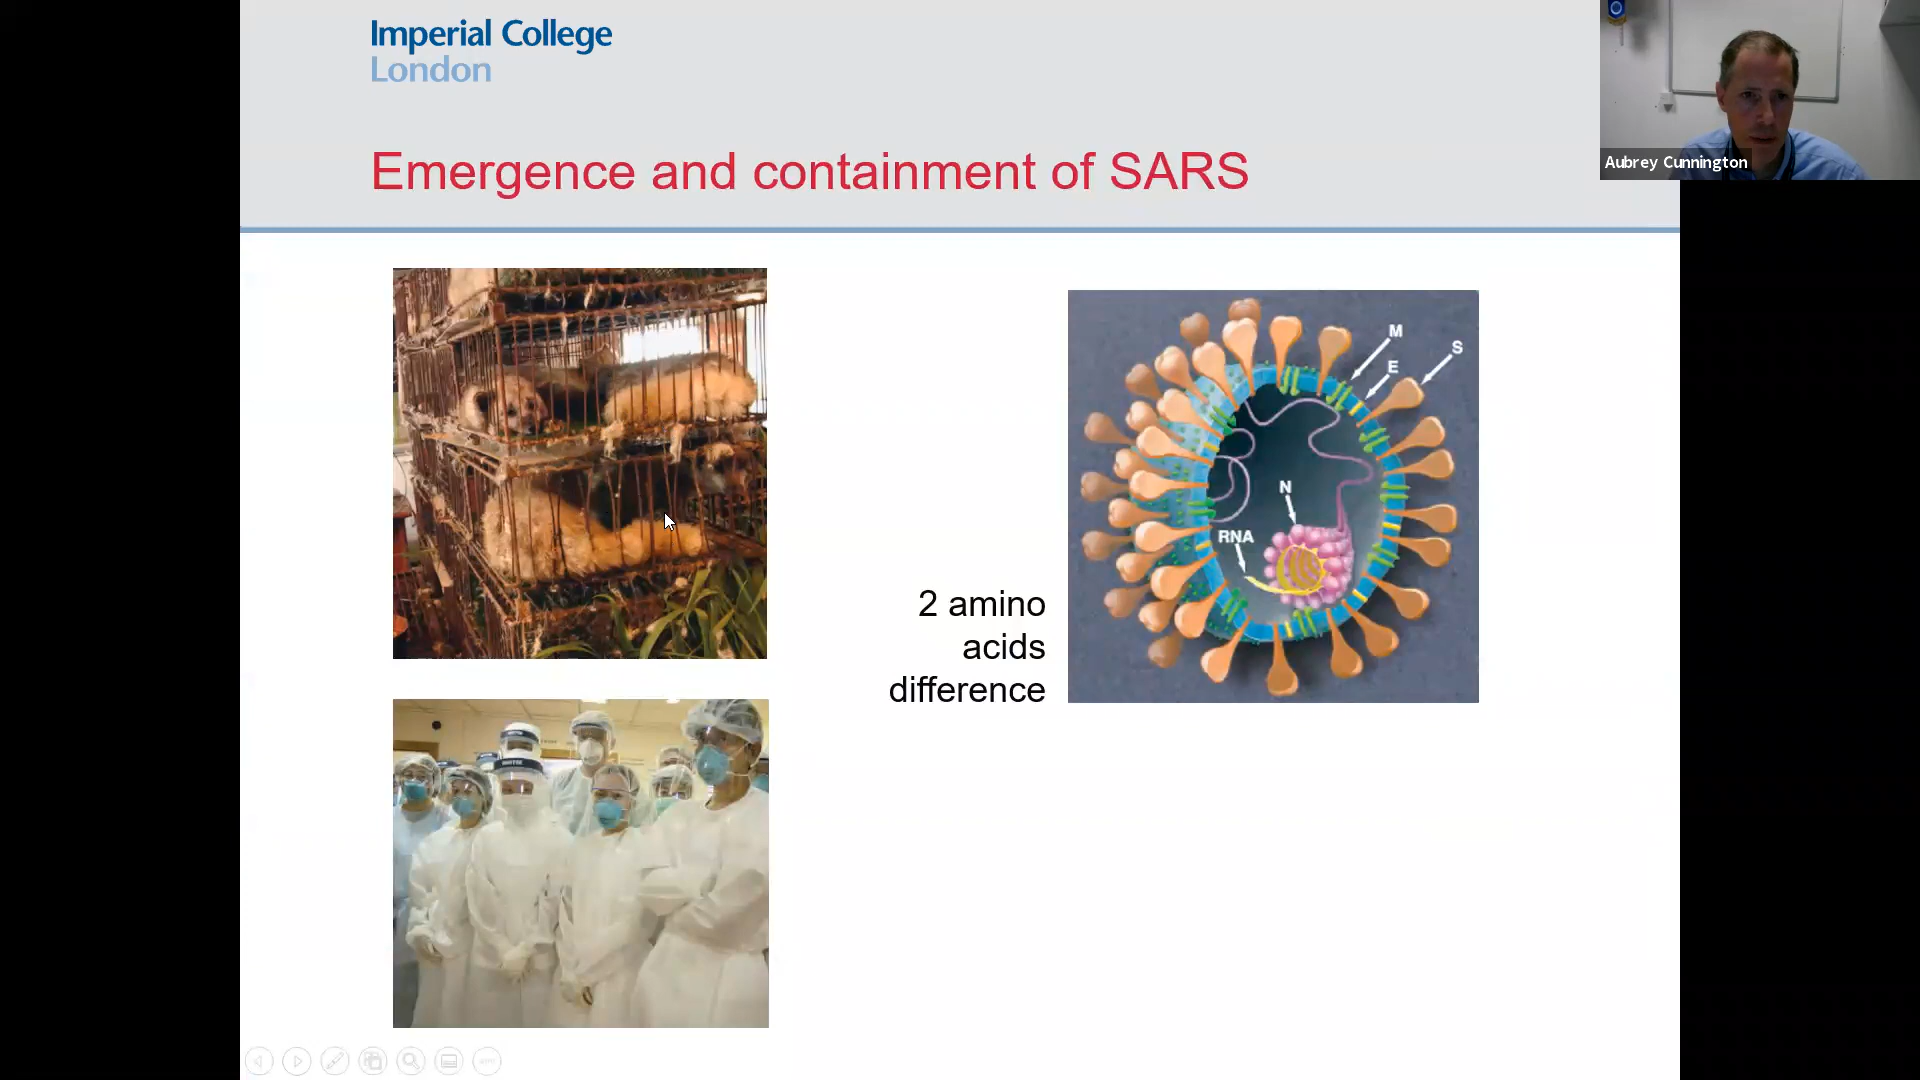 Imperial College
London
Aubrey Cunnington
Emergence and containment of SARS
M
S
E
N
RNA
2 amino
acids
difference